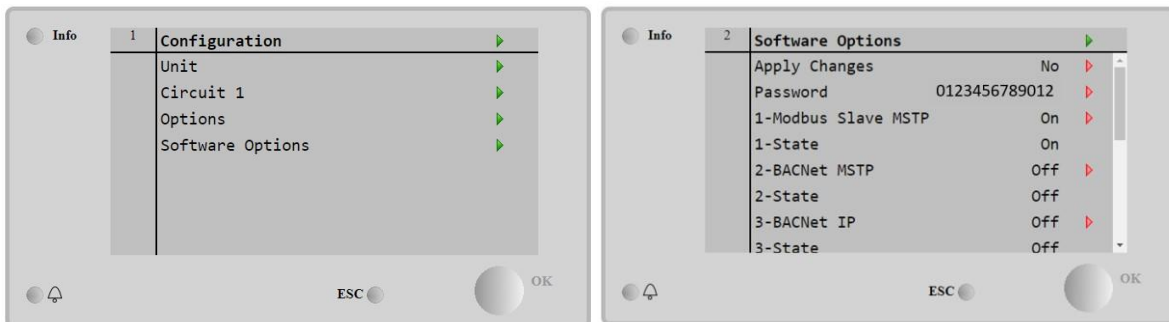 Info
1
Configuration
Unit
Circuit 1
Options
Software Options
ESC
OK
Info
2
Software Options
Apply Changes No
Password 0123456789012
1-Modbus Slave MSTP On
1-State On
2-BACNet MSTP Off
2-State Off
3-BACNet IP Off
3-State Off
ESC
OK